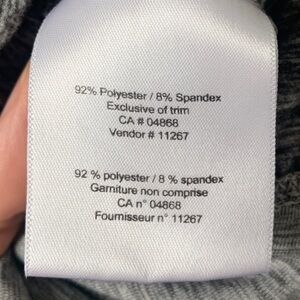 92% Polyester / 8% Spandex
Exclusive of trim
CA # 04868
Vendor # 11267
92 % polyester / 8 % spandex
Garniture non comprise
CA n° 04868
Fournisseur n° 11267